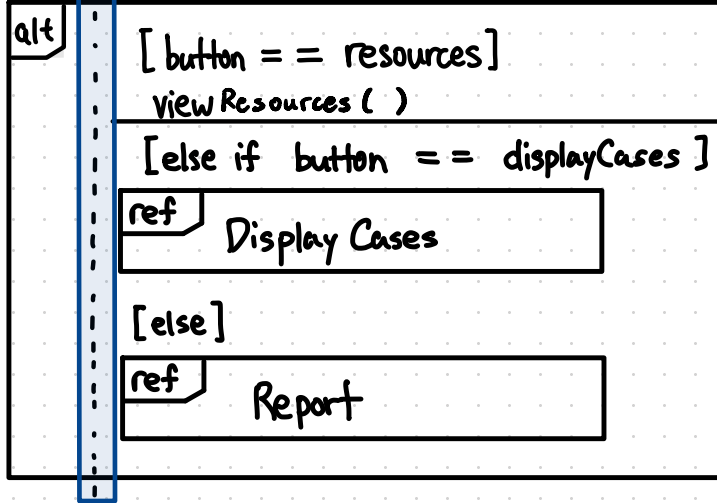 alt
[button == resources]
viewResources()
[else if button == displayCases]
ref
Display Cases
[else]
ref
Report